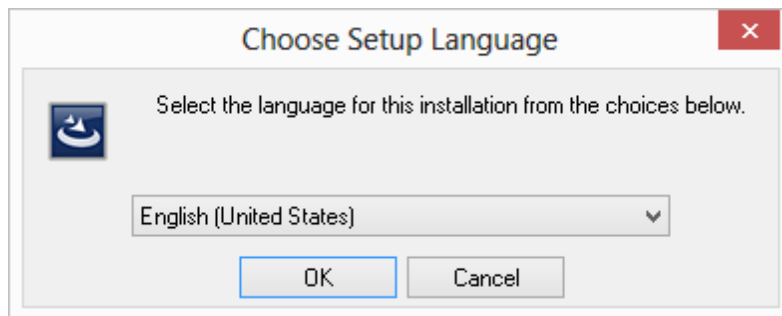 Choose Setup Language
Select the language for this installation from the choices below.
English (United States)
OK
Cancel